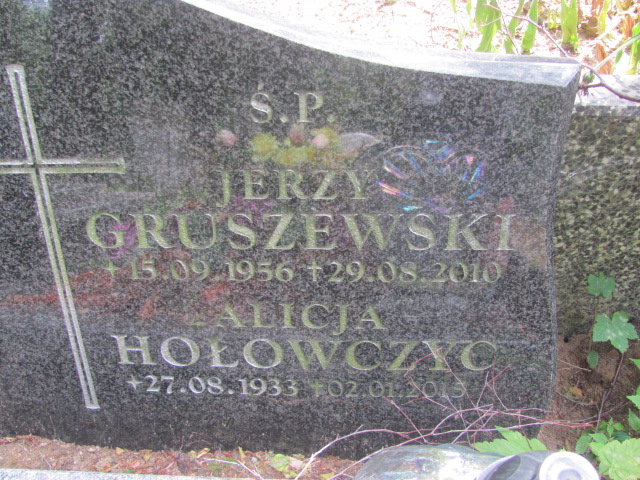 Ś.P.
JERZY
GRUSZEWSKI
+15.09.1956 +29.08.2010
ALICJA
HOŁOWCZYC
+27.08.1933 +02.01.2015